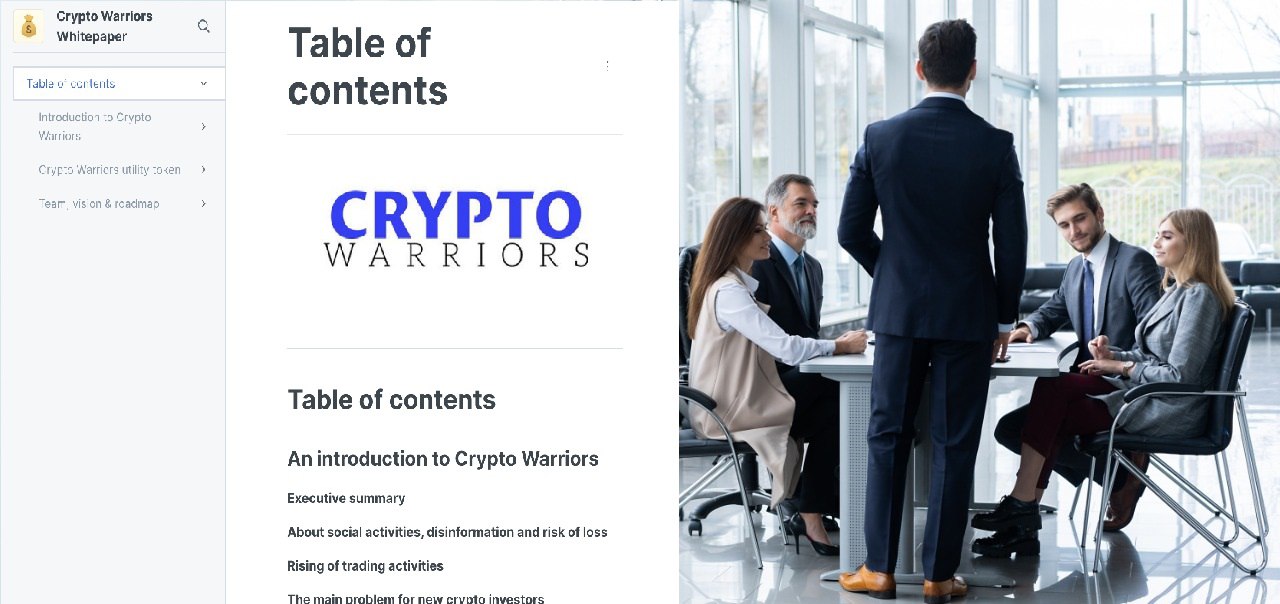 Crypto Warriors
Whitepaper
Table of contents
Introduction to Crypto
Warriors
Crypto Warriors utility token
Team, vision & roadmap
Table of
contents
CRYPTO
WARRIORS
Table of contents
An introduction to Crypto Warriors
Executive summary
About social activities, disinformation and risk of loss
Rising of trading activities
The main problem for new crypto investors